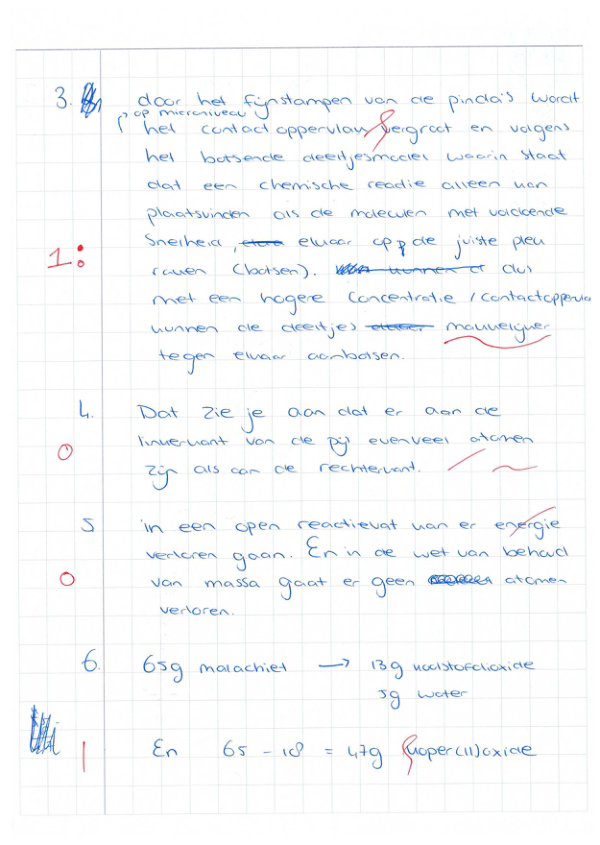 3. door het fijnstampen van de pinda's wordt
op microniveau
het contactoppervlak vergroot en volgens
het botsende deeltjesmodel waarin staat
dat een chemische reactie alleen kan
plaatsvinden als de moleculen met voldoende
snelheid, elkaar op de juiste plek
1 raken (botsen). dus
met een hogere concentratie / contactoppervla
kunnen de deeltjes makkelijker
tegen elkaar aanbotsen.
4. Dat zie je aan dat er aan de
linkerkant van de pijl evenveel atomen
0 zijn als aan de rechterkant.
5 in een open reactievat kan er energie
verloren gaan. En in de wet van behoud
0 van massa gaat er geen atomen
verloren.
6. 65g malachiet → 13g koolstofdioxide
5g water
1 En 65 - 18 = 47g koper(II)oxide